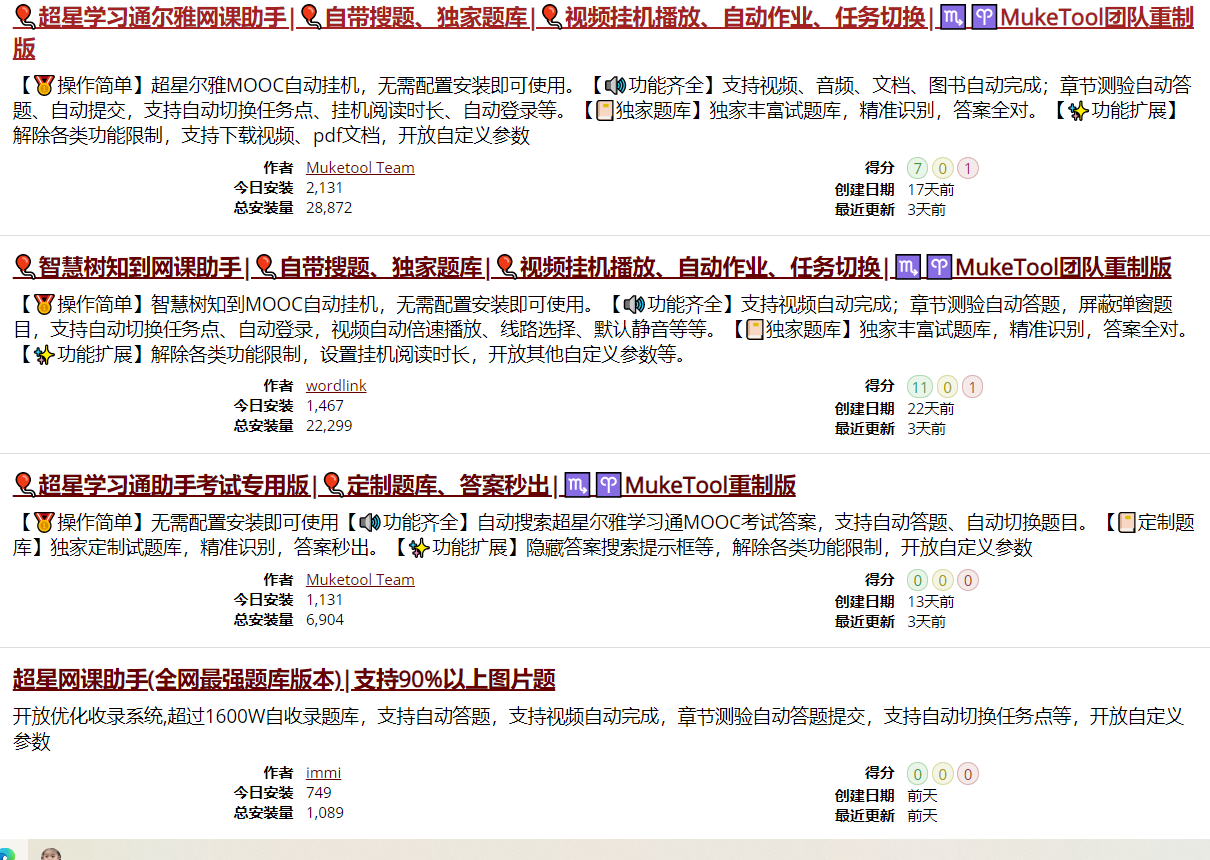 🎈超星学习通尔雅网课助手|🎈自带搜题、独家题库|🎈视频挂机播放、自动作业、任务切换|♏♈MukeTool团队重制
版
【🏅操作简单】超星尔雅MOOC自动挂机，无需配置安装即可使用。【🔊功能齐全】支持视频、音频、文档、图书自动完成；章节测验自动答
题、自动提交，支持自动切换任务点、挂机阅读时长、自动登录等。【📔独家题库】独家丰富试题库，精准识别，答案全对。【✨功能扩展】
解除各类功能限制，支持下载视频、pdf文档，开放自定义参数
作者 Muketool Team 得分 7 0 1
今日安装 2,131 创建日期 17天前
总安装量 28,872 最近更新 3天前
🎈智慧树知到网课助手|🎈自带搜题、独家题库|🎈视频挂机播放、自动作业、任务切换|♏♈MukeTool团队重制版
【🏅操作简单】智慧树知到MOOC自动挂机，无需配置安装即可使用。【🔊功能齐全】支持视频自动完成；章节测验自动答题，屏蔽弹窗题
目，支持自动切换任务点、自动登录，视频自动倍速播放、线路选择、默认静音等等。【📔独家题库】独家丰富试题库，精准识别，答案全对。
【✨功能扩展】解除各类功能限制，设置挂机阅读时长，开放其他自定义参数等。
作者 wordlink 得分 11 0 1
今日安装 1,467 创建日期 22天前
总安装量 22,299 最近更新 3天前
🎈超星学习通助手考试专用版|🎈定制题库、答案秒出|♏♈MukeTool重制版
【🏅操作简单】无需配置安装即可使用【🔊功能齐全】自动搜索超星尔雅学习通MOOC考试答案，支持自动答题、自动切换题目。【📔定制题
库】独家定制试题库，精准识别，答案秒出。【✨功能扩展】隐藏答案搜索提示框等，解除各类功能限制，开放自定义参数
作者 Muketool Team 得分 0 0 0
今日安装 1,131 创建日期 13天前
总安装量 6,904 最近更新 3天前
超星网课助手(全网最强题库版本)|支持90%以上图片题
开放优化收录系统,超过1600W自收录题库，支持自动答题，支持视频自动完成，章节测验自动答题提交，支持自动切换任务点等，开放自定义
参数
作者 immi 得分 0 0 0
今日安装 749 创建日期 前天
总安装量 1,089 最近更新 前天